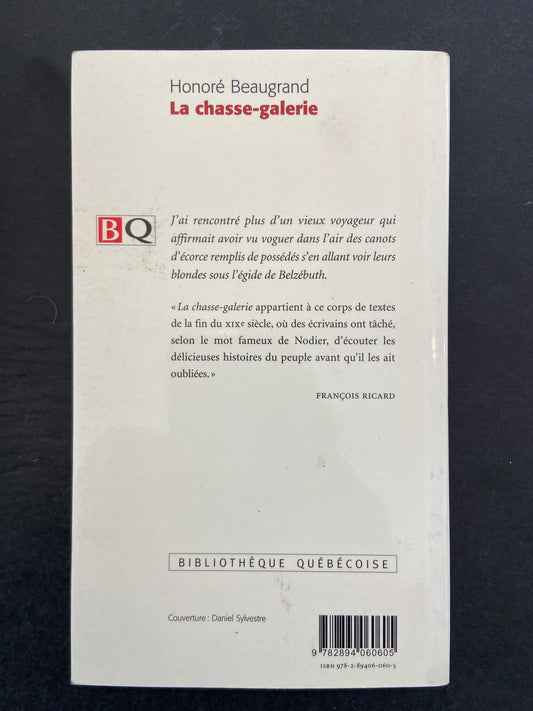 Honoré Beaugrand
La chasse-galerie
BQ
J'ai rencontré plus d'un vieux voyageur qui
affirmait avoir vu voguer dans l'air des canots
d'écorce remplis de possédés s'en allant voir leurs
blondes sous l'égide de Belzébuth.
« La chasse-galerie appartient à ce corps de textes
de la fin du XIXe siècle, où des écrivains ont tâché,
selon le mot fameux de Nodier, d'écouter les
délicieuses histoires du peuple avant qu'il les ait
oubliées. »
FRANÇOIS RICARD
BIBLIOTHÈQUE QUÉBÉCOISE
Couverture : Daniel Sylvestre
9 782894 060605
ISBN 978-2-89406-060-5